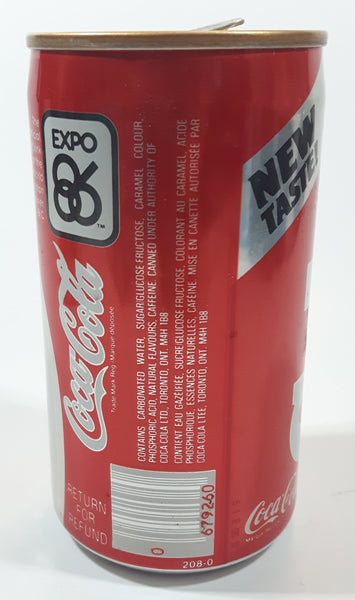 EXPO
86
TM
Coca-Cola
Trade Mark Reg.-Marque déposée
CONTAINS CARBONATED WATER, SUGAR/GLUCOSE-FRUCTOSE, CARAMEL COLOUR,
PHOSPHORIC ACID, NATURAL FLAVOURS, CAFFEINE. CANNED UNDER AUTHORITY OF
COCA COLA LTD., TORONTO, ONT. M4H 1B8
CONTIENT EAU GAZÉIFIÉE, SUCRE/GLUCOSE-FRUCTOSE, COLORANT AU CARAMEL, ACIDE
PHOSPHORIQUE, ESSENCES NATURELLES, CAFÉINE. MISE EN CANETTE AUTORISÉE PAR
COCA COLA LTÉE, TORONTO, ONT. M4H 1B8
RETURN
FOR
REFUND
0 679260
208-0
NEW
TASTE!
Coca-Cola